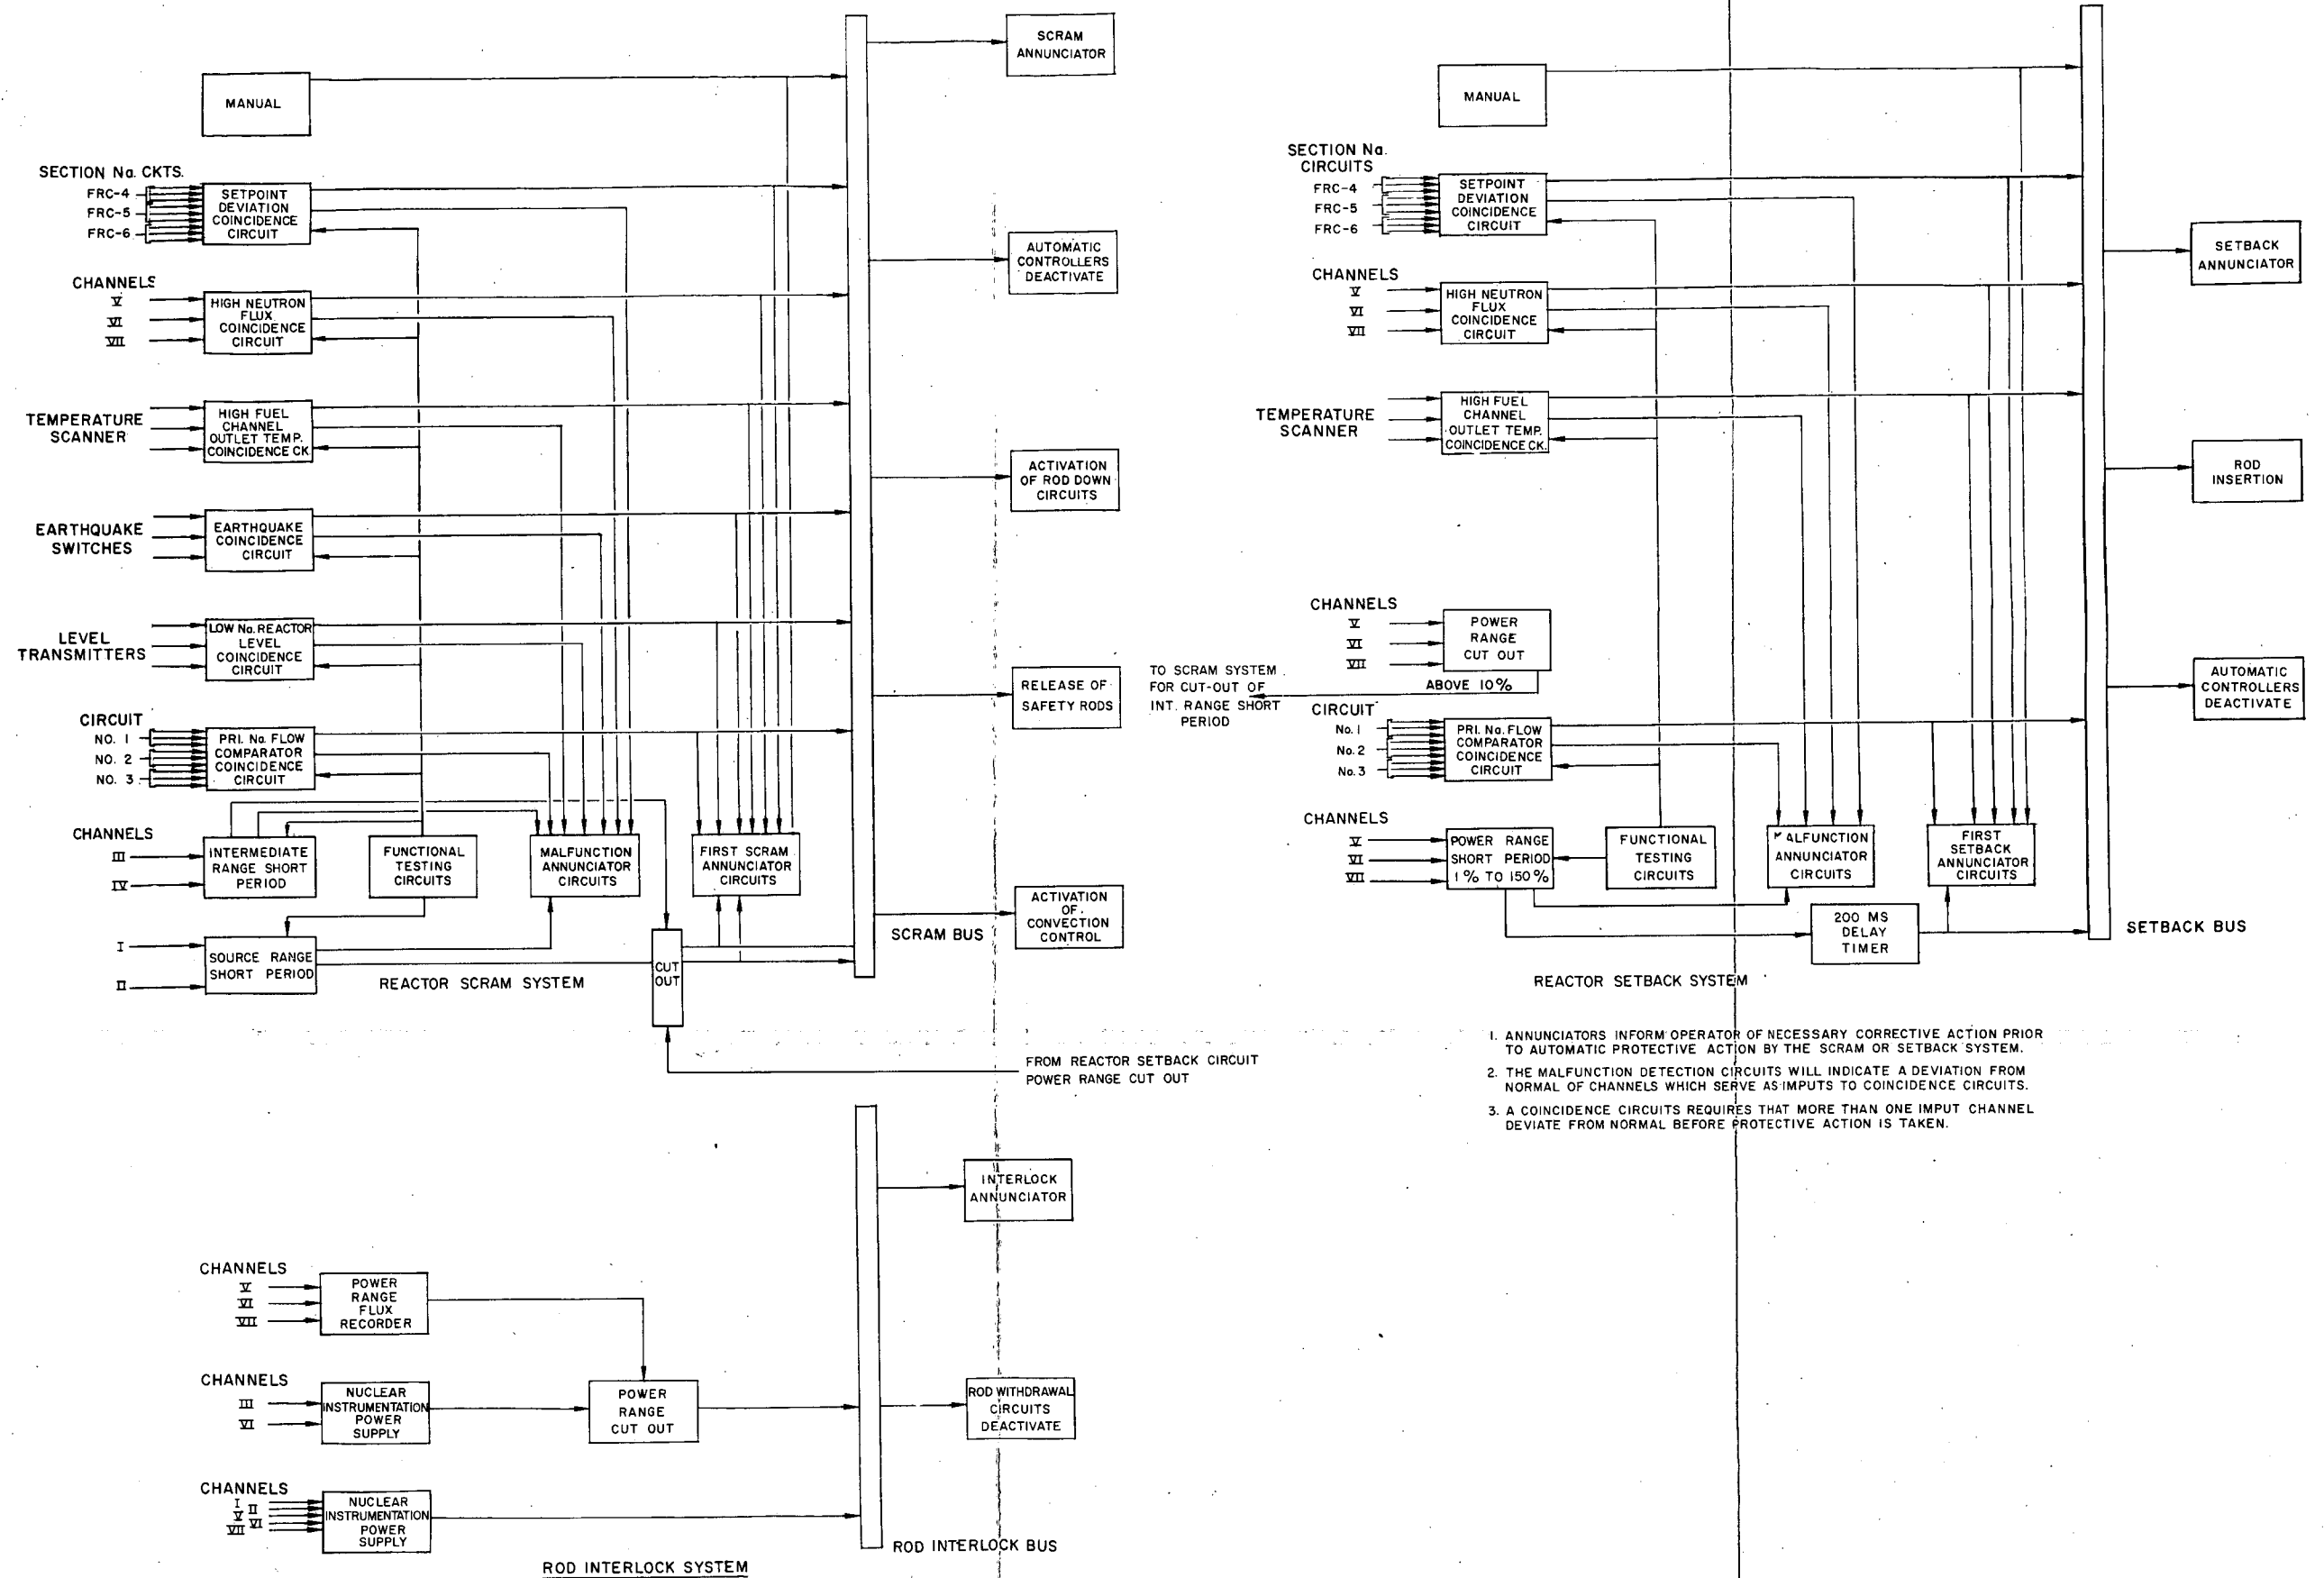 SCRAM
ANNUNCIATOR
MANUAL
SECTION Na. CKTS.
FRC-4
FRC-5
FRC-6
SETPOINT
DEVIATION
COINCIDENCE
CIRCUIT
AUTOMATIC
CONTROLLERS
DEACTIVATE
CHANNELS
V
VI
VII
HIGH NEUTRON
FLUX
COINCIDENCE
CIRCUIT
TEMPERATURE
SCANNER
HIGH FUEL
CHANNEL
OUTLET TEMP.
COINCIDENCE CK
ACTIVATION
OF ROD DOWN
CIRCUITS
EARTHQUAKE
SWITCHES
EARTHQUAKE
COINCIDENCE
CIRCUIT
LEVEL
TRANSMITTERS
LOW Na. REACTOR
LEVEL
COINCIDENCE
CIRCUIT
RELEASE OF
SAFETY RODS
CIRCUIT
NO. 1
NO. 2
NO. 3
PRI. Na. FLOW
COMPARATOR
COINCIDENCE
CIRCUIT
CHANNELS
III
IV
INTERMEDIATE
RANGE SHORT
PERIOD
FUNCTIONAL
TESTING
CIRCUITS
MALFUNCTION
ANNUNCIATOR
CIRCUITS
FIRST SCRAM
ANNUNCIATOR
CIRCUITS
ACTIVATION
OF
CONVECTION
CONTROL
I
II
SOURCE RANGE
SHORT PERIOD
CUT
OUT
SCRAM BUS
REACTOR SCRAM SYSTEM
FROM REACTOR SETBACK CIRCUIT
POWER RANGE CUT OUT
MANUAL
SECTION Na.
CIRCUITS
FRC-4
FRC-5
FRC-6
SETPOINT
DEVIATION
COINCIDENCE
CIRCUIT
SETBACK
ANNUNCIATOR
CHANNELS
V
VI
VII
HIGH NEUTRON
FLUX
COINCIDENCE
CIRCUIT
TEMPERATURE
SCANNER
HIGH FUEL
CHANNEL
OUTLET TEMP.
COINCIDENCE CK.
ROD
INSERTION
CHANNELS
V
VI
VII
POWER
RANGE
CUT OUT
TO SCRAM SYSTEM
FOR CUT-OUT OF
INT. RANGE SHORT
PERIOD
ABOVE 10%
AUTOMATIC
CONTROLLERS
DEACTIVATE
CIRCUIT
No. 1
No. 2
No. 3
PRI. Na. FLOW
COMPARATOR
COINCIDENCE
CIRCUIT
CHANNELS
V
VI
VII
POWER RANGE
SHORT PERIOD
1% TO 150%
FUNCTIONAL
TESTING
CIRCUITS
MALFUNCTION
ANNUNCIATOR
CIRCUITS
FIRST
SETBACK
ANNUNCIATOR
CIRCUITS
200 MS
DELAY
TIMER
SETBACK BUS
REACTOR SETBACK SYSTEM
1. ANNUNCIATORS INFORM OPERATOR OF NECESSARY CORRECTIVE ACTION PRIOR
TO AUTOMATIC PROTECTIVE ACTION BY THE SCRAM OR SETBACK SYSTEM.
2. THE MALFUNCTION DETECTION CIRCUITS WILL INDICATE A DEVIATION FROM
NORMAL OF CHANNELS WHICH SERVE AS IMPUTS TO COINCIDENCE CIRCUITS.
3. A COINCIDENCE CIRCUITS REQUIRES THAT MORE THAN ONE IMPUT CHANNEL
DEVIATE FROM NORMAL BEFORE PROTECTIVE ACTION IS TAKEN.
INTERLOCK
ANNUNCIATOR
CHANNELS
V
VI
VII
POWER
RANGE
FLUX
RECORDER
CHANNELS
III
VI
NUCLEAR
INSTRUMENTATION
POWER
SUPPLY
POWER
RANGE
CUT OUT
ROD WITHDRAWAL
CIRCUITS
DEACTIVATE
CHANNELS
I II
V
VII VI
NUCLEAR
INSTRUMENTATION
POWER
SUPPLY
ROD INTERLOCK BUS
ROD INTERLOCK SYSTEM